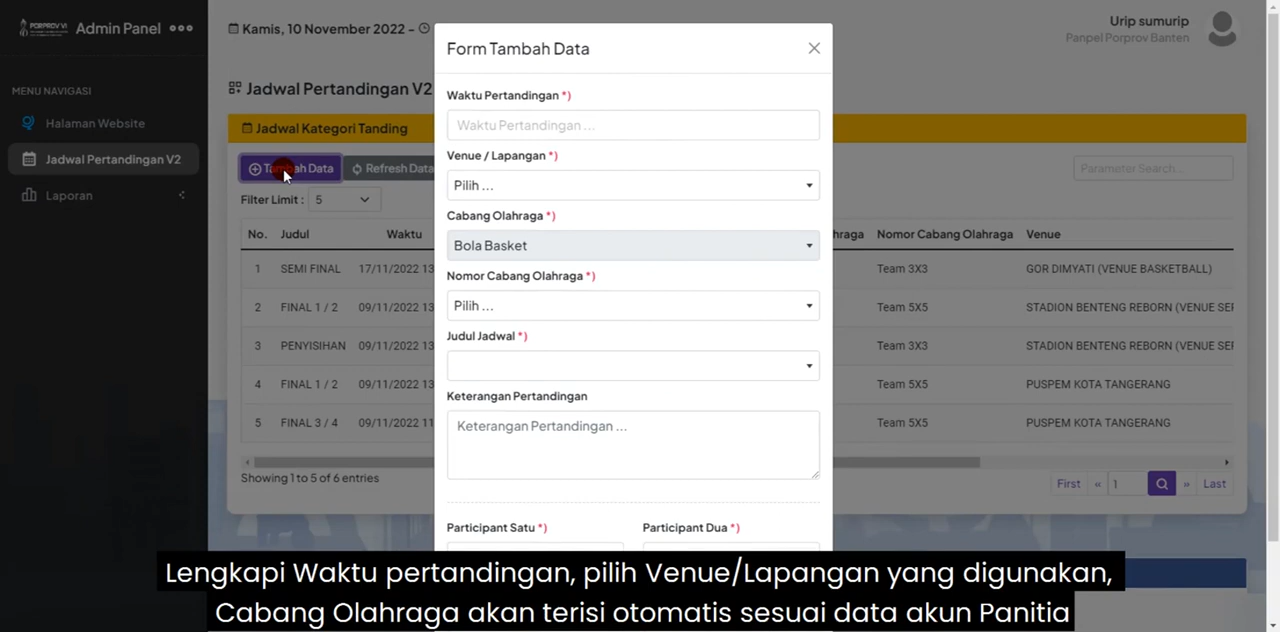 PORPROV VI
Admin Panel
Kamis, 10 November 2022 -
Urip sumurip
Panpel Porprov Banten
MENU NAVIGASI
Halaman Website
Jadwal Pertandingan V2
Laporan
Jadwal Pertandingan V2
Jadwal Kategori Tanding
Tambah Data
Refresh Data
Parameter Search...
Filter Limit : 5
No. Judul Waktu hraga Nomor Cabang Olahraga Venue
1 SEMI FINAL 17/11/2022 13 Team 3X3 GOR DIMYATI (VENUE BASKETBALL)
2 FINAL 1 / 2 09/11/2022 13 Team 5X5 STADION BENTENG REBORN (VENUE SEF
3 PENYISIHAN 09/11/2022 13 Team 3X3 STADION BENTENG REBORN (VENUE SEF
4 FINAL 1 / 2 09/11/2022 13 Team 5X5 PUSPEM KOTA TANGERANG
5 FINAL 3 / 4 09/11/2022 11 Team 5X5 PUSPEM KOTA TANGERANG
Showing 1 to 5 of 6 entries
First « 1 » Last
Form Tambah Data
Waktu Pertandingan *)
Waktu Pertandingan ...
Venue / Lapangan *)
Pilih ...
Cabang Olahraga *)
Bola Basket
Nomor Cabang Olahraga *)
Pilih ...
Judul Jadwal *)
Keterangan Pertandingan
Keterangan Pertandingan ...
Participant Satu *) Participant Dua *)
Lengkapi Waktu pertandingan, pilih Venue/Lapangan yang digunakan,
Cabang Olahraga akan terisi otomatis sesuai data akun Panitia